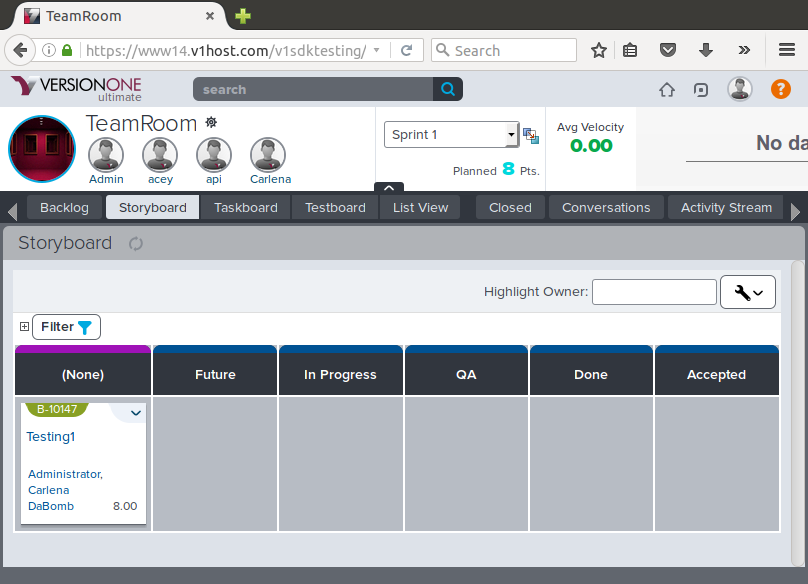 TeamRoom
https://www14.v1host.com/v1sdktesting/
Search
VERSIONONE
ultimate
search
?
TeamRoom
Admin
acey
api
Carlena
Sprint 1
Planned 8 Pts.
Avg Velocity
0.00
No da
Backlog
Storyboard
Taskboard
Testboard
List View
Closed
Conversations
Activity Stream
Storyboard
Highlight Owner:
Filter
(None)
Future
In Progress
QA
Done
Accepted
B-10147
Testing1
Administrator,
Carlena
DaBomb 8.00